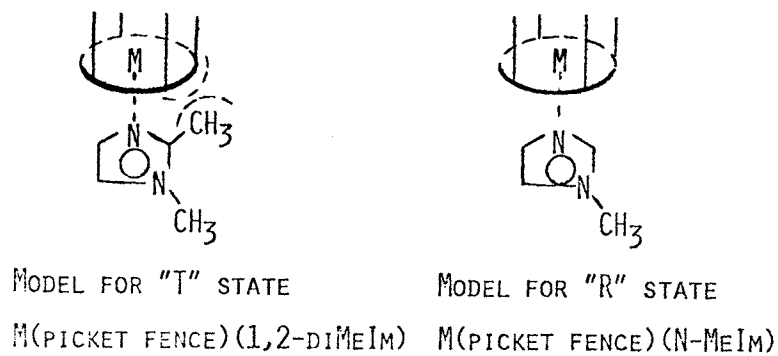 M
N
CH3
N
CH3
M
N
N
CH3
MODEL FOR "T" STATE
MODEL FOR "R" STATE
M(PICKET FENCE)(1,2-DIMEIM)
M(PICKET FENCE)(N-MEIM)